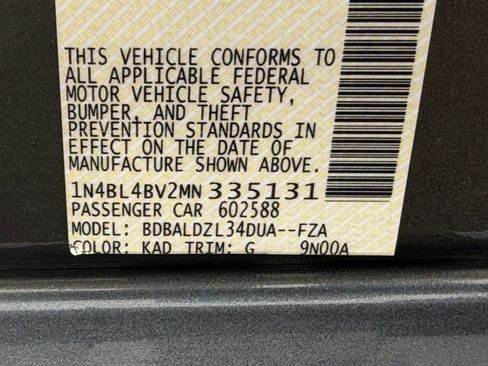 THIS VEHICLE CONFORMS TO
ALL APPLICABLE FEDERAL
MOTOR VEHICLE SAFETY,
BUMPER, AND THEFT
PREVENTION STANDARDS IN
EFFECT ON THE DATE OF
MANUFACTURE SHOWN ABOVE.
1N4BL4BV2MN 335131
PASSENGER CAR 602588
MODEL: BDBALDZL34DUA--FZA
COLOR: KAD TRIM: G 9N00A